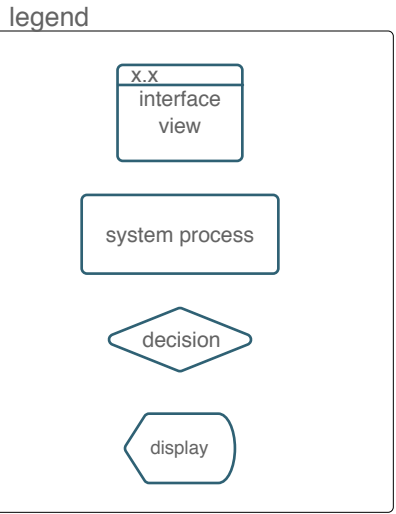 legend
x.x
interface
view
system process
decision
display